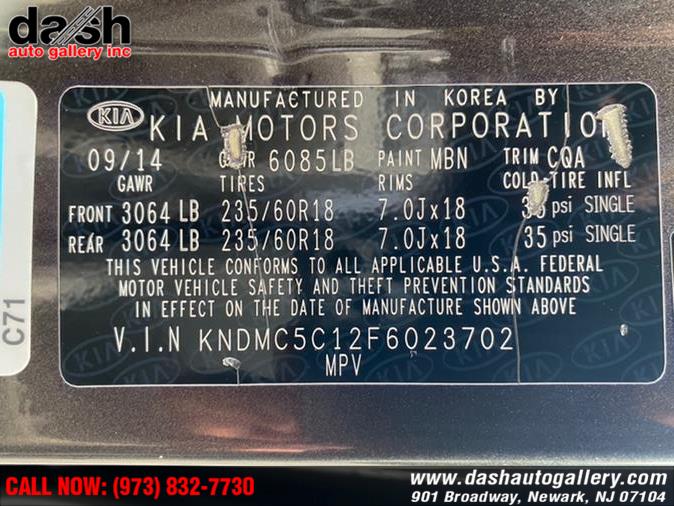 dash
auto gallery inc
MANUFACTURED IN KOREA BY
KIA KIA MOTORS CORPORATION
09/14 GVWR 6085LB PAINT MBN TRIM CQA
GAWR TIRES RIMS COLD TIRE INFL
FRONT 3064 LB 235/60R18 7.0Jx18 psi SINGLE
REAR 3064 LB 235/60R18 7.0Jx18 35 psi SINGLE
THIS VEHICLE CONFORMS TO ALL APPLICABLE U.S.A. FEDERAL
MOTOR VEHICLE SAFETY AND THEFT PREVENTION STANDARDS
IN EFFECT ON THE DATE OF MANUFACTURE SHOWN ABOVE
V.I.N KNDMC5C12F6023702
MPV
C71
CALL NOW: (973) 832-7730
www.dashautogallery.com
901 Broadway, Newark, NJ 07104